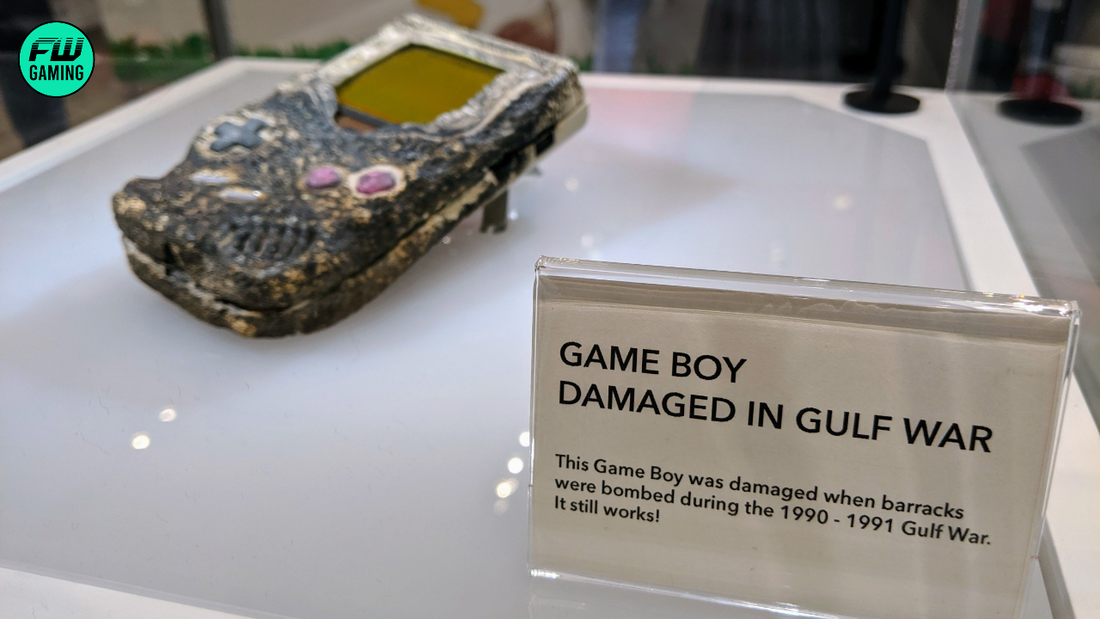 FW
GAMING
GAME BOY
DAMAGED IN GULF WAR
This Game Boy was damaged when barracks
were bombed during the 1990 - 1991 Gulf War.
It still works!